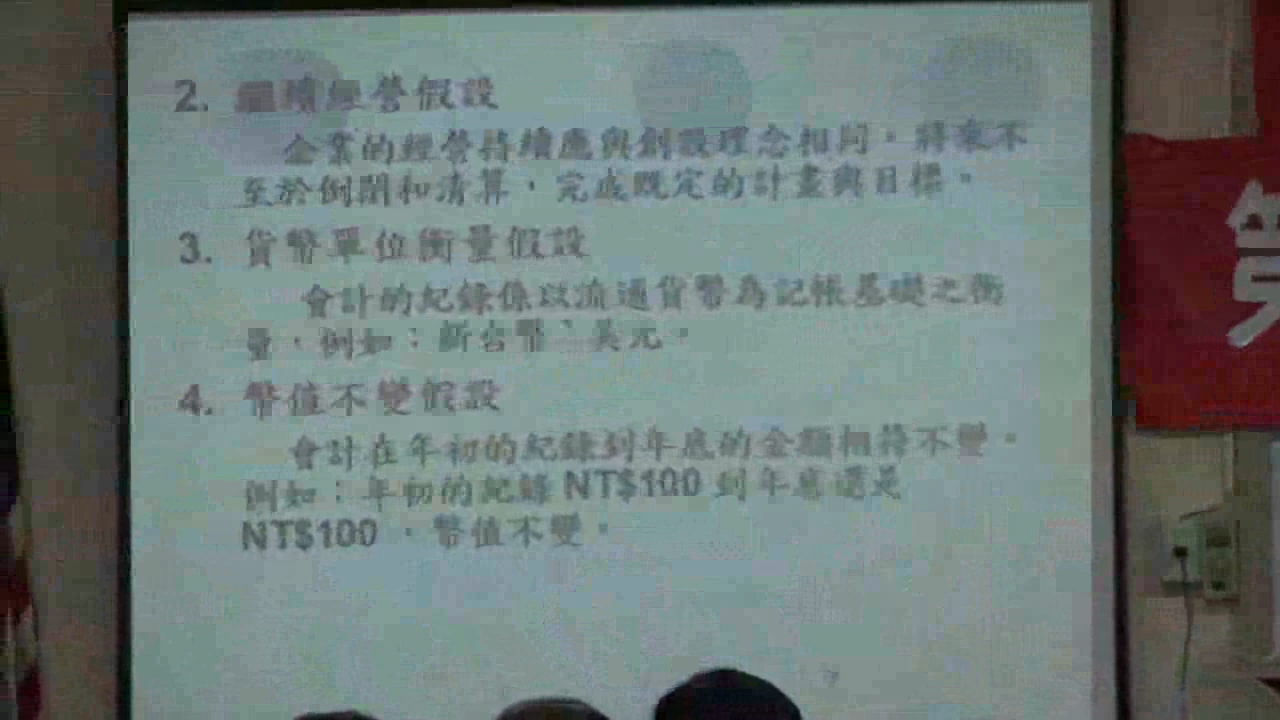 2. 繼續經營假設
企業的經營持續應與創設理念相同，將來不
至於倒閉和清算，完成既定的計畫與目標。
3. 貨幣單位衡量假設
會計的紀錄係以流通貨幣為記帳基礎之衡
量，例如：新台幣、美元。
4. 幣值不變假設
會計在年初的紀錄到年底的金額相符不變。
例如：年初的紀錄 NT$100 到年底還是
NT$100，幣值不變。
第